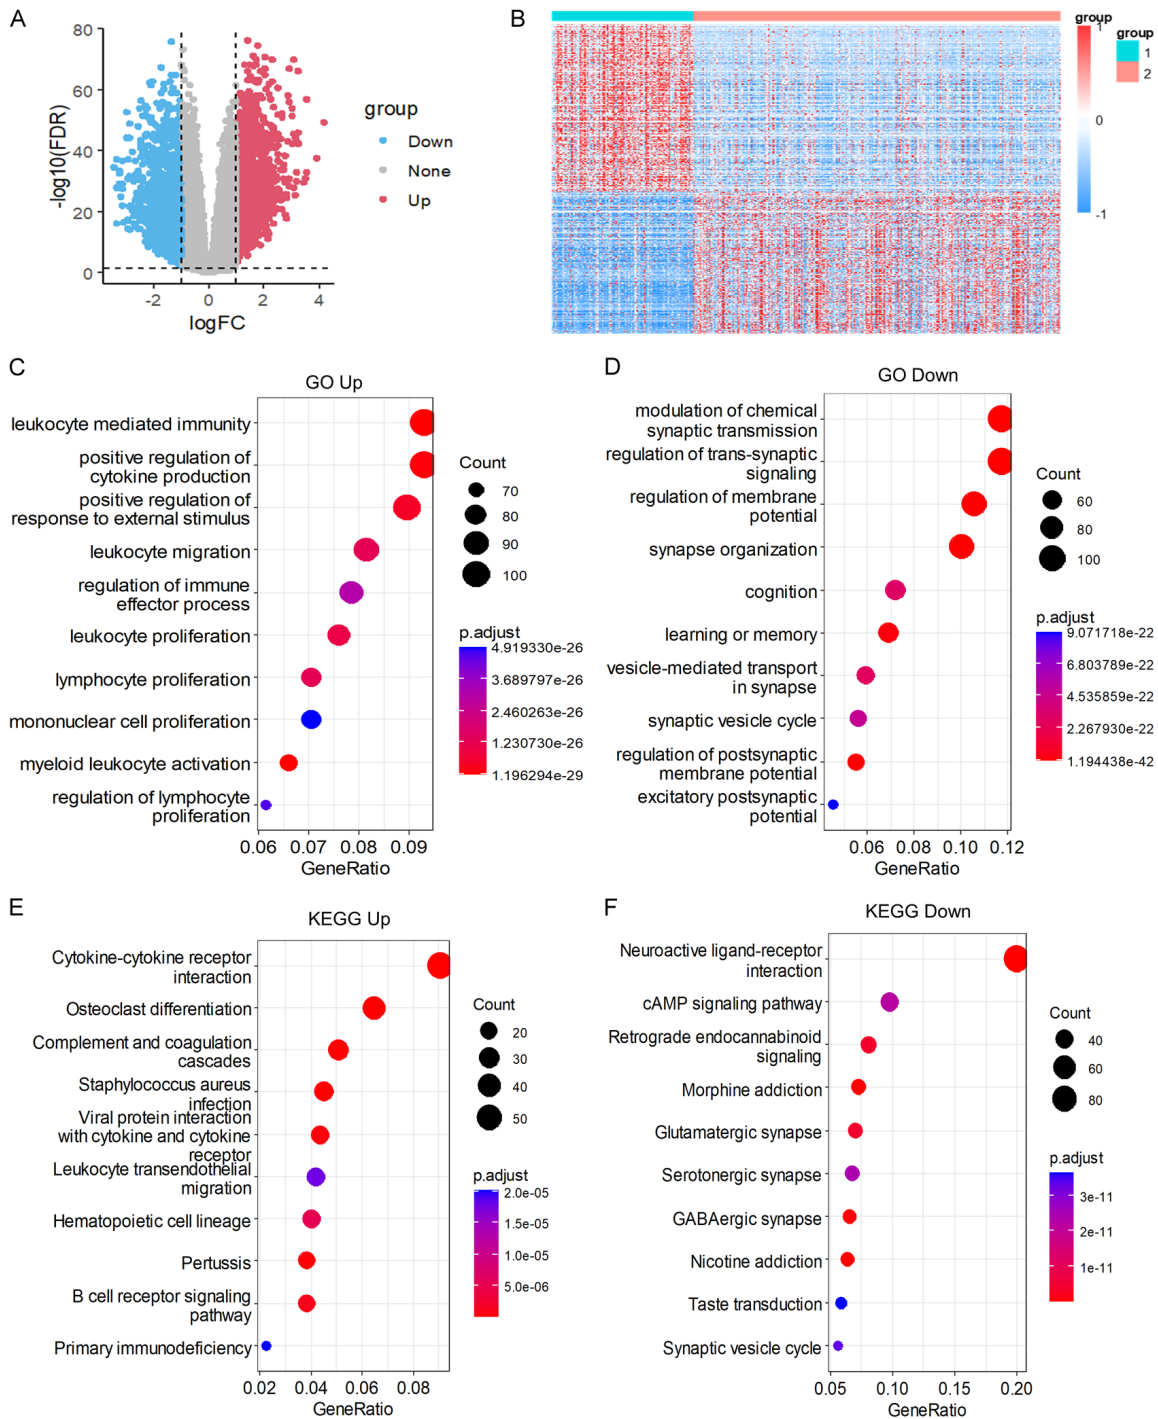 A
80
60
40
20
0
-log10(FDR)
-2
0
2
4
logFC
group
Down
None
Up
B
group
1
0
-1
group
1
2
C
GO Up
leukocyte mediated immunity
positive regulation of
cytokine production
positive regulation of
response to external stimulus
leukocyte migration
regulation of immune
effector process
leukocyte proliferation
lymphocyte proliferation
mononuclear cell proliferation
myeloid leukocyte activation
regulation of lymphocyte
proliferation
0.06
0.07
0.08
0.09
GeneRatio
Count
70
80
90
100
p.adjust
4.919330e-26
3.689797e-26
2.460263e-26
1.230730e-26
1.196294e-29
D
GO Down
modulation of chemical
synaptic transmission
regulation of trans-synaptic
signaling
regulation of membrane
potential
synapse organization
cognition
learning or memory
vesicle-mediated transport
in synapse
synaptic vesicle cycle
regulation of postsynaptic
membrane potential
excitatory postsynaptic
potential
0.06
0.08
0.10
0.12
GeneRatio
Count
60
80
100
p.adjust
9.071718e-22
6.803789e-22
4.535859e-22
2.267930e-22
1.194438e-42
E
KEGG Up
Cytokine-cytokine receptor
interaction
Osteoclast differentiation
Complement and coagulation
cascades
Staphylococcus aureus
infection
Viral protein interaction
with cytokine and cytokine
receptor
Leukocyte transendothelial
migration
Hematopoietic cell lineage
Pertussis
B cell receptor signaling
pathway
Primary immunodeficiency
0.02
0.04
0.06
0.08
GeneRatio
Count
20
30
40
50
p.adjust
2.0e-05
1.5e-05
1.0e-05
5.0e-06
F
KEGG Down
Neuroactive ligand-receptor
interaction
cAMP signaling pathway
Retrograde endocannabinoid
signaling
Morphine addiction
Glutamatergic synapse
Serotonergic synapse
GABAergic synapse
Nicotine addiction
Taste transduction
Synaptic vesicle cycle
0.05
0.10
0.15
0.20
GeneRatio
Count
40
60
80
p.adjust
3e-11
2e-11
1e-11